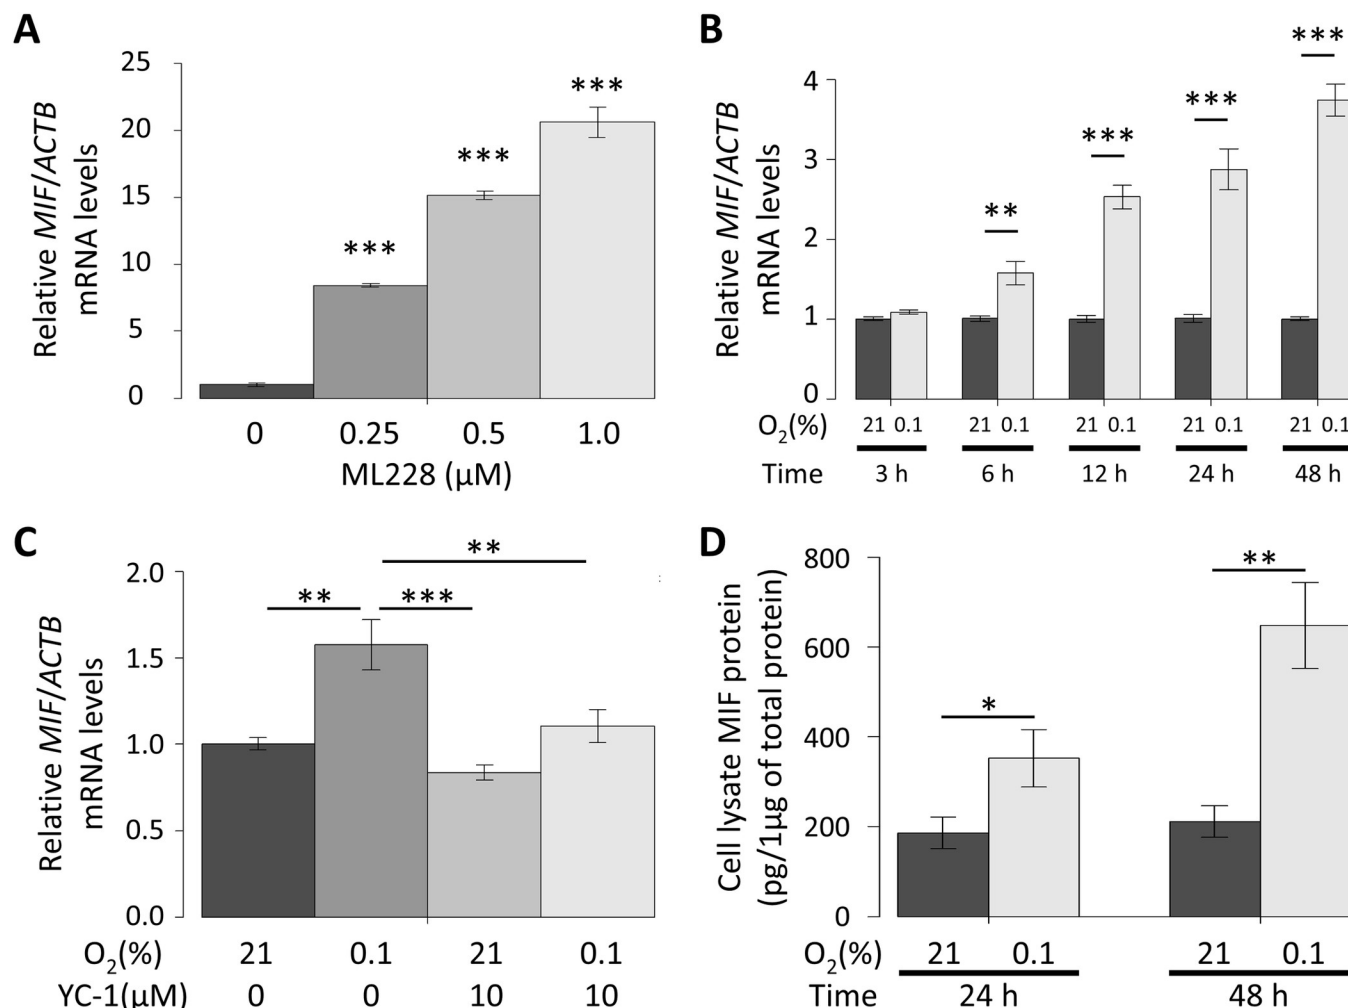 A
Relative MIF/ACTB
mRNA levels
25
20
15
10
5
0
***
***
***
0 0.25 0.5 1.0
ML228 (µM)
B
Relative MIF/ACTB
mRNA levels
4
3
2
1
0
**
***
***
***
O₂(%) 21 0.1 21 0.1 21 0.1 21 0.1 21 0.1
Time 3 h 6 h 12 h 24 h 48 h
C
Relative MIF/ACTB
mRNA levels
2.0
1.5
1.0
0.5
0.0
**
** ***
O₂(%) 21 0.1 21 0.1
YC-1(µM) 0 0 10 10
D
Cell lysate MIF protein
(pg/1µg of total protein)
800
600
400
200
0
*
**
O₂(%) 21 0.1 21 0.1
Time 24 h 48 h